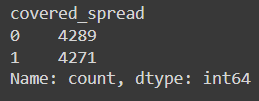 covered_spread
0    4289
1    4271
Name: count, dtype: int64